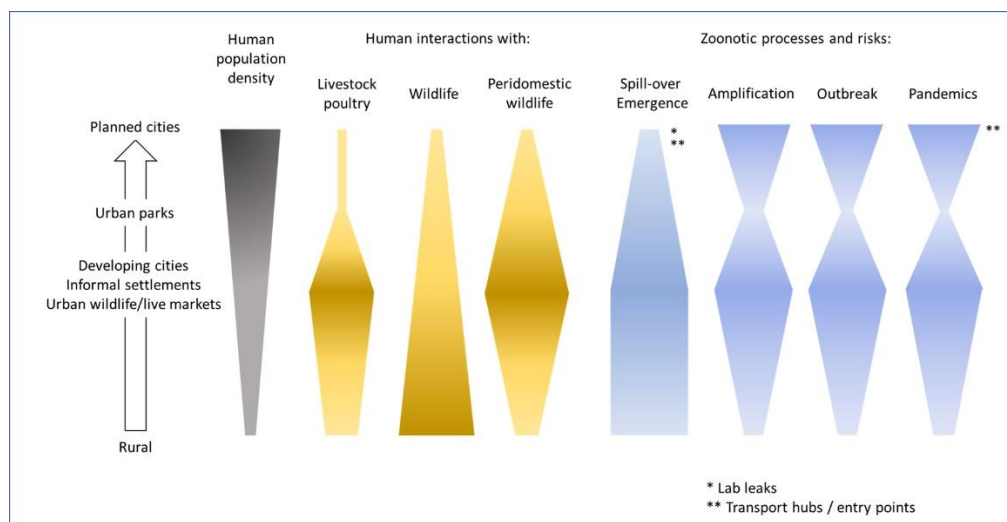 Human
population
density
Human interactions with:
Zoonotic processes and risks:
Livestock
poultry
Wildlife
Peridomestic
wildlife
Spill-over
Emergence
Amplification
Outbreak
Pandemics
Planned cities
*
**
**
Urban parks
Developing cities
Informal settlements
Urban wildlife/live markets
Rural
* Lab leaks
** Transport hubs / entry points